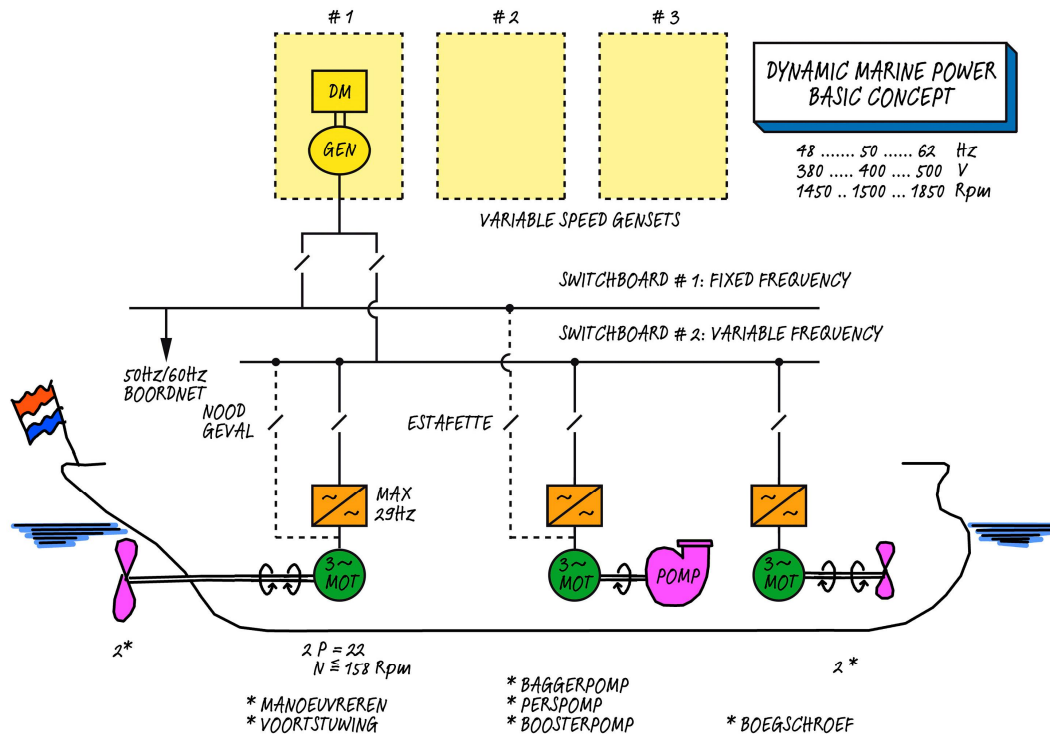 #1
#2
#3
DM
GEN
DYNAMIC MARINE POWER
BASIC CONCEPT
48 ....... 50 ...... 62 Hz
380 ..... 400 .... 500 V
1450 .. 1500 ... 1850 Rpm
VARIABLE SPEED GENSETS
SWITCHBOARD #1: FIXED FREQUENCY
SWITCHBOARD #2: VARIABLE FREQUENCY
50HZ/60HZ
BOORDNET
NOOD
GEVAL
ESTAFETTE
~
~
MAX
29HZ
~
~
~
~
3~
MOT
3~
MOT
POMP
3~
MOT
2*
2 P = 22
N ≦ 158 Rpm
2*
* MANOEUVREREN
* VOORTSTUWING
* BAGGERPOMP
* PERSPOMP
* BOOSTERPOMP
* BOEGSCHROEF